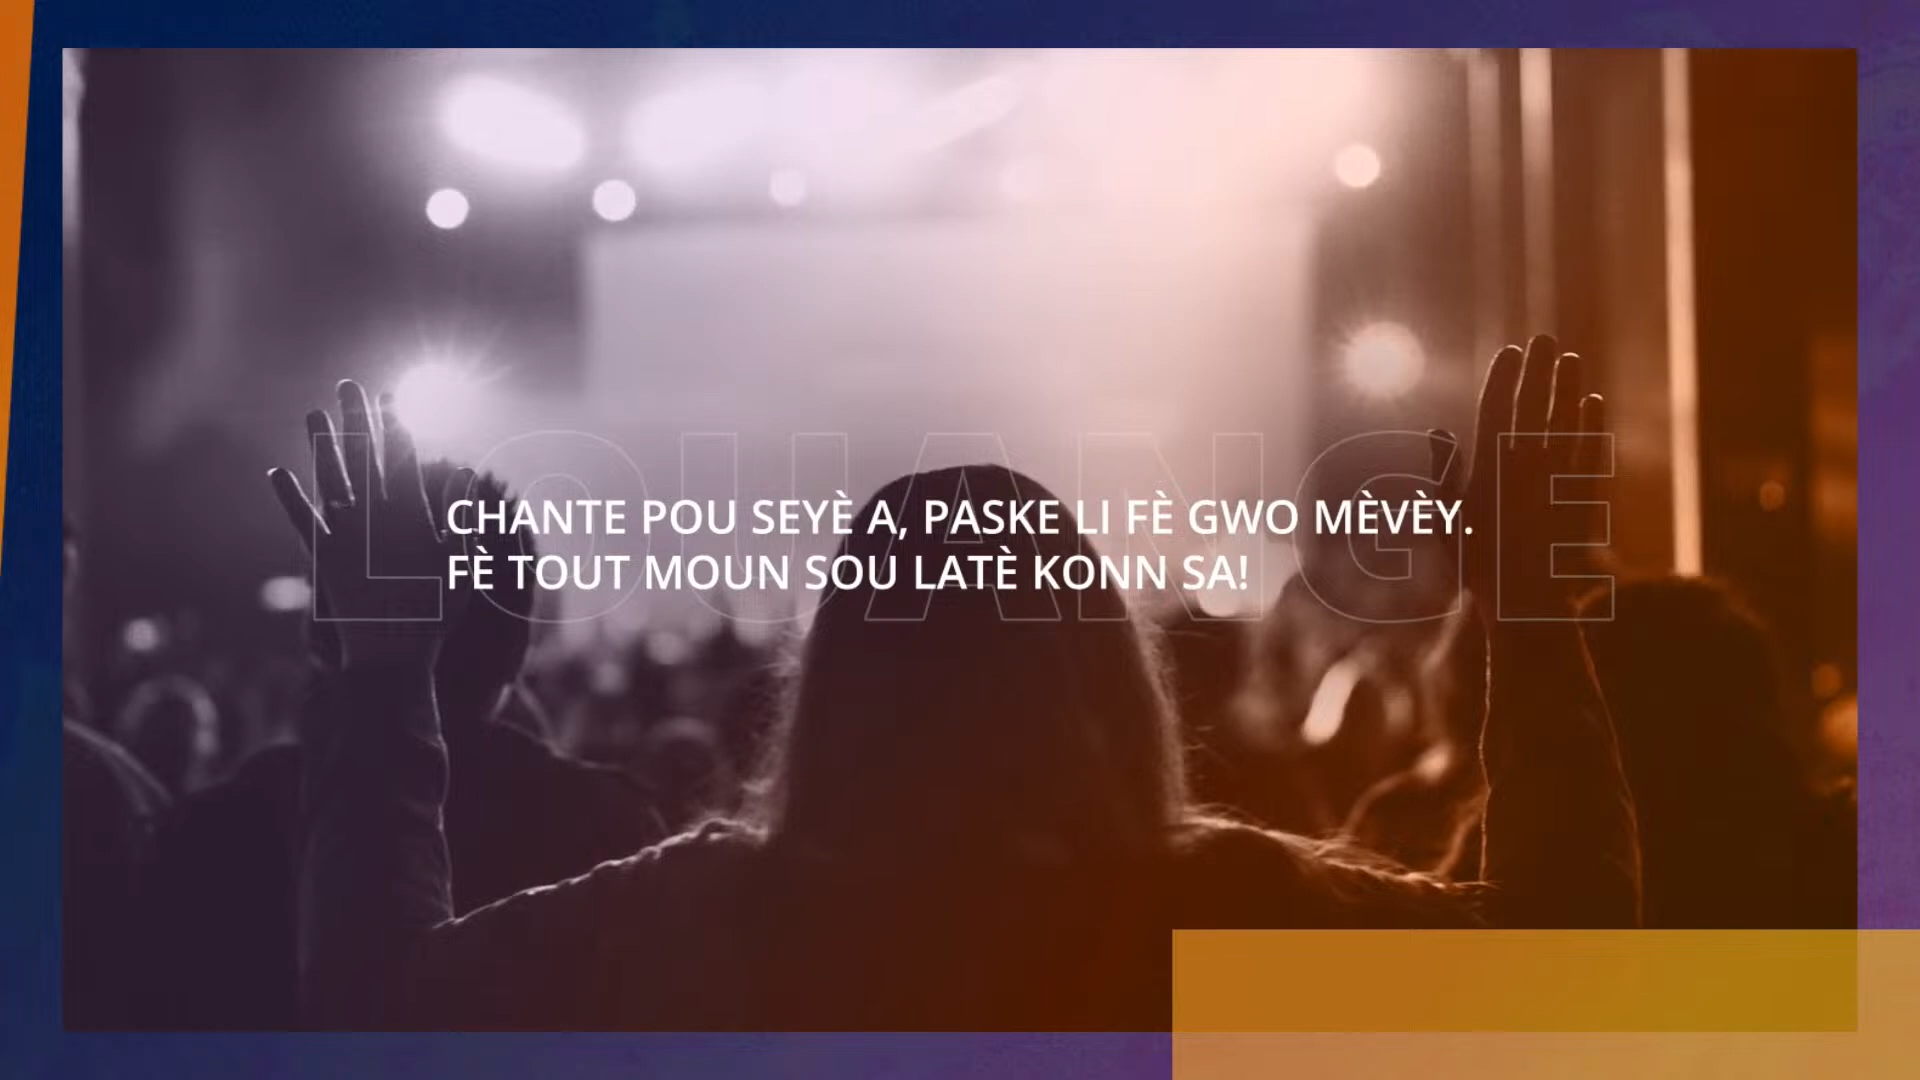 LOUANGE
CHANTE POU SEYÈ A, PASKE LI FÈ GWO MÈVÈY.
FÈ TOUT MOUN SOU LATÈ KONN SA!